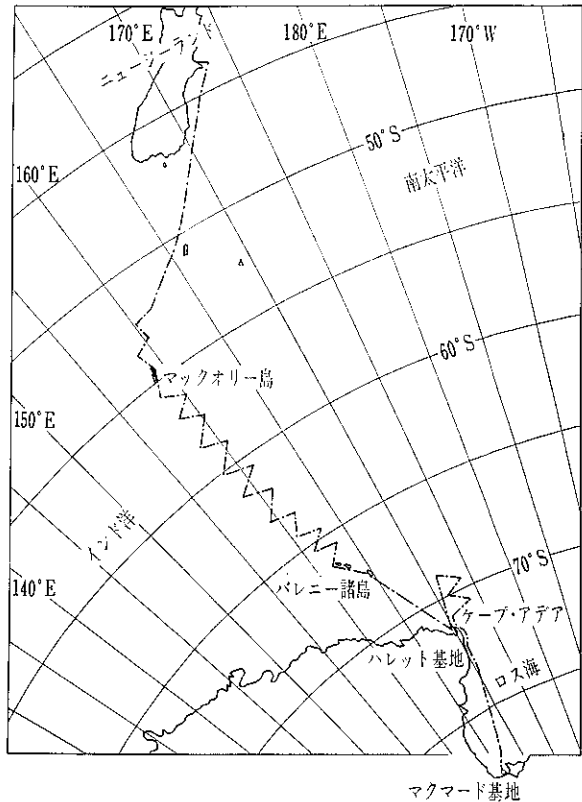 170°E
180°E
170°W
ニュージーランド
50°S
160°E
南太平洋
60°S
マックオリー島
150°E
インド洋
70°S
バレニー諸島
140°E
ケープ・アデア
ハレット基地
ロス海
マクマード基地